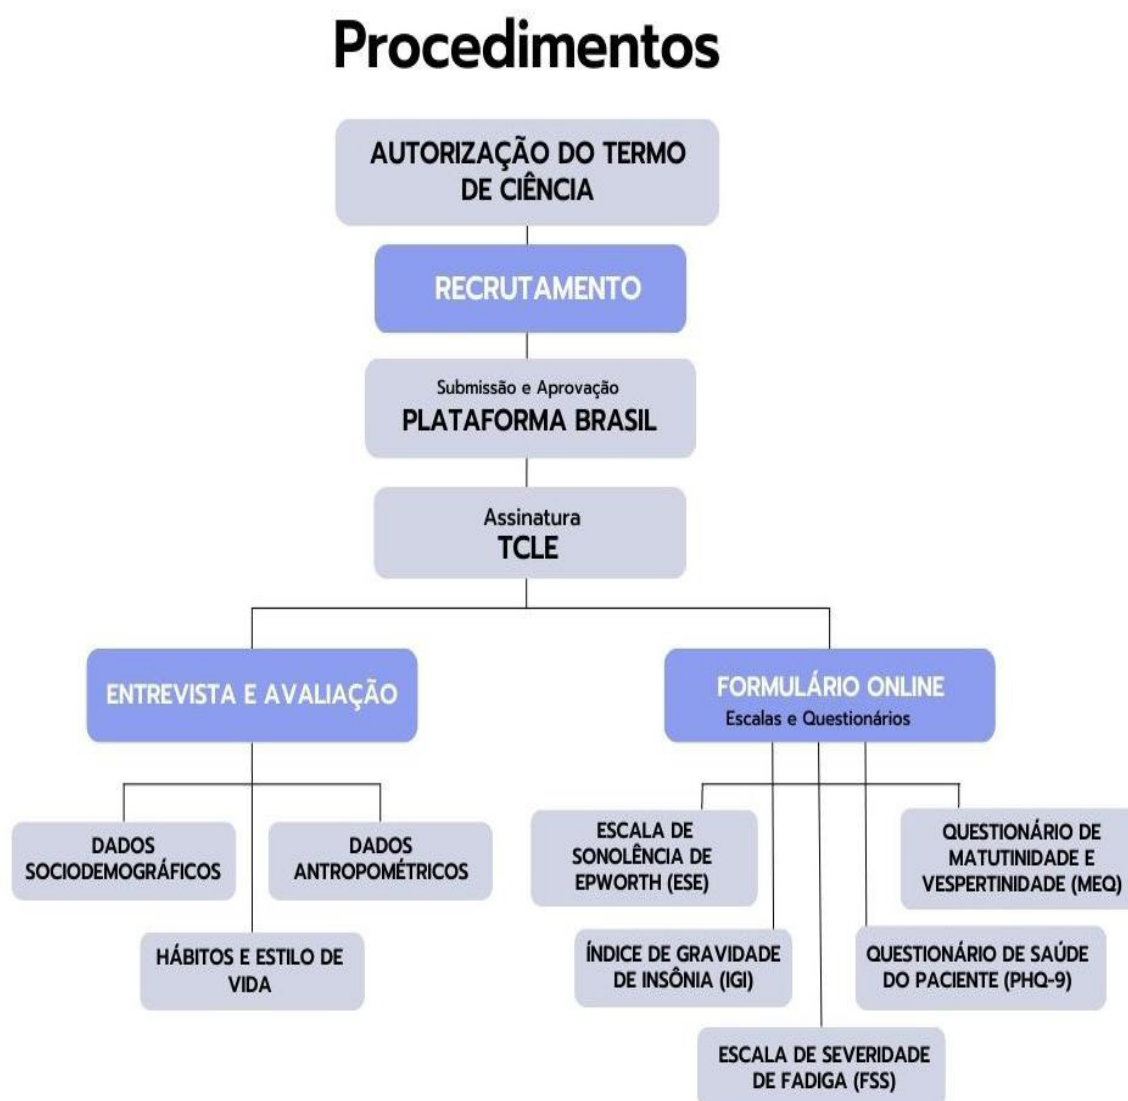 Procedimentos
AUTORIZAÇÃO DO TERMO
DE CIÊNCIA
RECRUTAMENTO
Submissão e Aprovação
PLATAFORMA BRASIL
Assinatura
TCLE
ENTREVISTA E AVALIAÇÃO
FORMULÁRIO ONLINE
Escalas e Questionários
DADOS
SOCIODEMOGRÁFICOS
DADOS
ANTROPOMÉTRICOS
HÁBITOS E ESTILO DE
VIDA
ESCALA DE
SONOLÊNCIA DE
EPWORTH (ESE)
QUESTIONÁRIO DE
MATUTINIDADE E
VESPERTINIDADE (MEQ)
ÍNDICE DE GRAVIDADE
DE INSÔNIA (IGI)
QUESTIONÁRIO DE SAÚDE
DO PACIENTE (PHQ-9)
ESCALA DE SEVERIDADE
DE FADIGA (FSS)